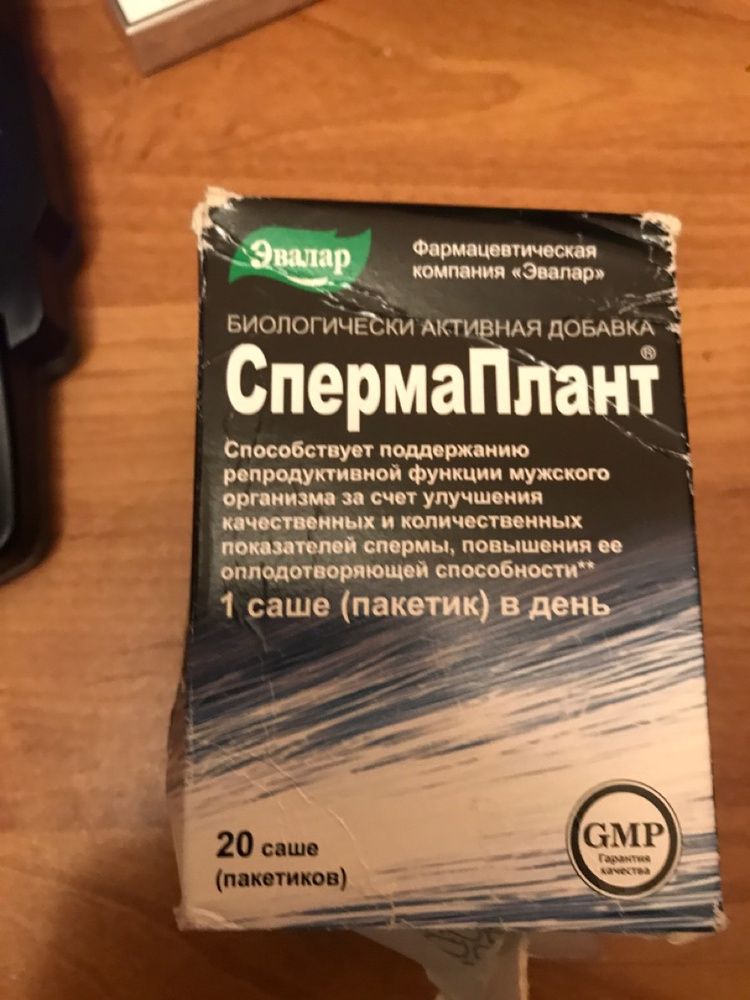 Эвалар
Фармацевтическая
компания «Эвалар»
БИОЛОГИЧЕСКИ АКТИВНАЯ ДОБАВКА
СпермаПлант®
Способствует поддержанию
репродуктивной функции мужского
организма за счет улучшения
качественных и количественных
показателей спермы, повышения ее
оплодотворяющей способности**
1 саше (пакетик) в день
20 саше
(пакетиков)
GMP
Гарантия
качества